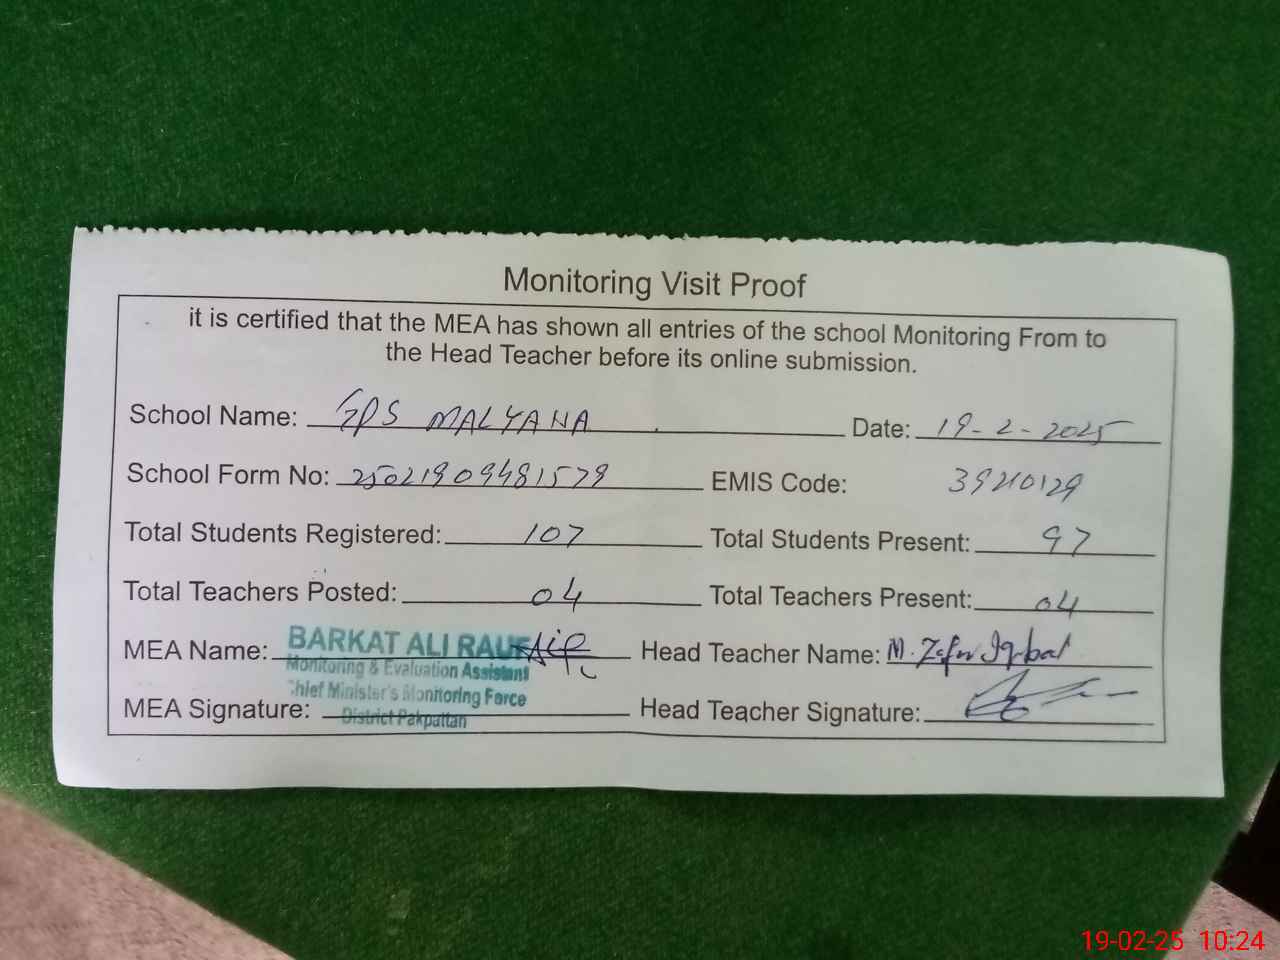 Monitoring Visit Proof
it is certified that the MEA has shown all entries of the school Monitoring From to
the Head Teacher before its online submission.
School Name: GPS MALYANA Date: 19-2-2025
School Form No: 25021909481579 EMIS Code: 39210129
Total Students Registered: 107 Total Students Present: 97
Total Teachers Posted: 04 Total Teachers Present: 04
MEA Name: BARKAT ALI RAUF Head Teacher Name: M. Zafar Iqbal
Monitoring & Evaluation Assistant
Chief Minister's Monitoring Force
MEA Signature: Head Teacher Signature:
District Pakpattan
19-02-25 10:24